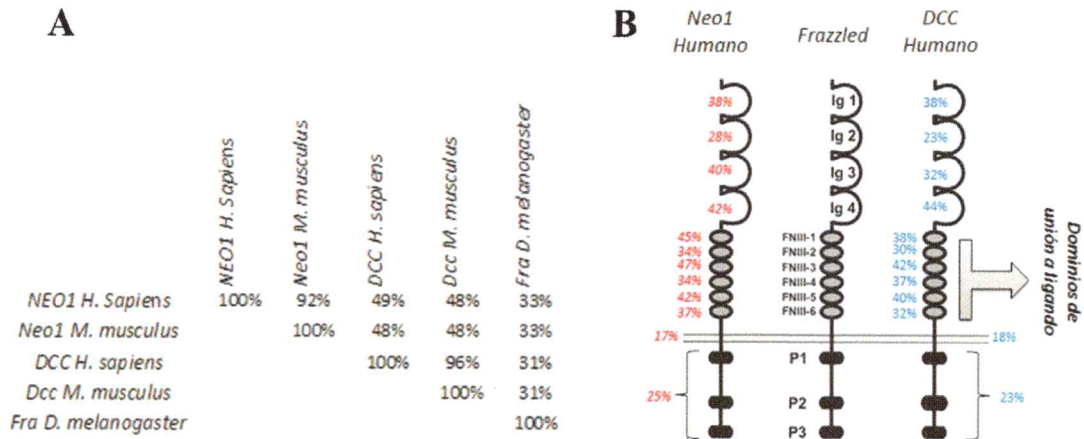 A
NEO1 H. Sapiens
Neo1 M. musculus
DCC H. sapiens
Dcc M. musculus
Fra D. melanogaster
NEO1 H. Sapiens 100% 92% 49% 48% 33%
Neo1 M. musculus 100% 48% 48% 33%
DCC H. sapiens 100% 96% 31%
Dcc M. musculus 100% 31%
Fra D. melanogaster 100%
B
Neo1 Humano
Frazzled
DCC Humano
38% Ig 1 38%
28% Ig 2 23%
40% Ig 3 32%
42% Ig 4 44%
45% FNIII-1 38%
34% FNIII-2 30%
47% FNIII-3 42%
34% FNIII-4 37%
42% FNIII-5 40%
37% FNIII-6 32%
Dominios de
unión a ligando
17% 18%
P1
25% P2 23%
P3